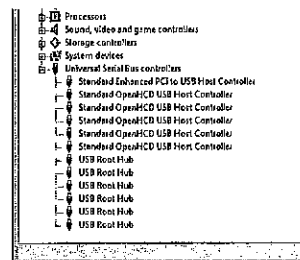 Processors
Sound, video and game controllers
Storage controllers
System devices
Universal Serial Bus controllers
Standard Enhanced PCI to USB Host Controller
Standard OpenHCD USB Host Controller
Standard OpenHCD USB Host Controller
Standard OpenHCD USB Host Controller
Standard OpenHCD USB Host Controller
Standard OpenHCD USB Host Controller
USB Root Hub
USB Root Hub
USB Root Hub
USB Root Hub
USB Root Hub
USB Root Hub